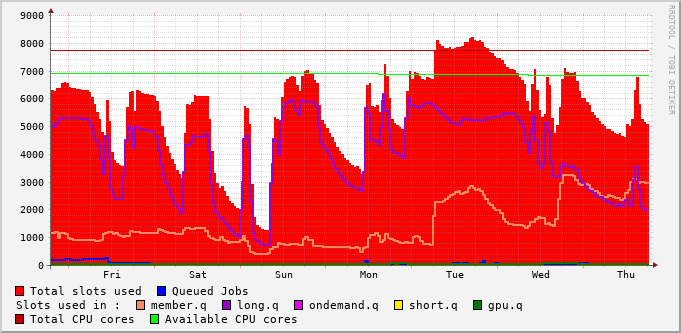 9000
8000
7000
6000
5000
4000
3000
2000
1000
0
Fri Sat Sun Mon Tue Wed Thu
RRDTOOL / TOBI OETIKER
Total slots used Queued Jobs
Slots used in : member.q long.q ondemand.q short.q gpu.q
Total CPU cores Available CPU cores